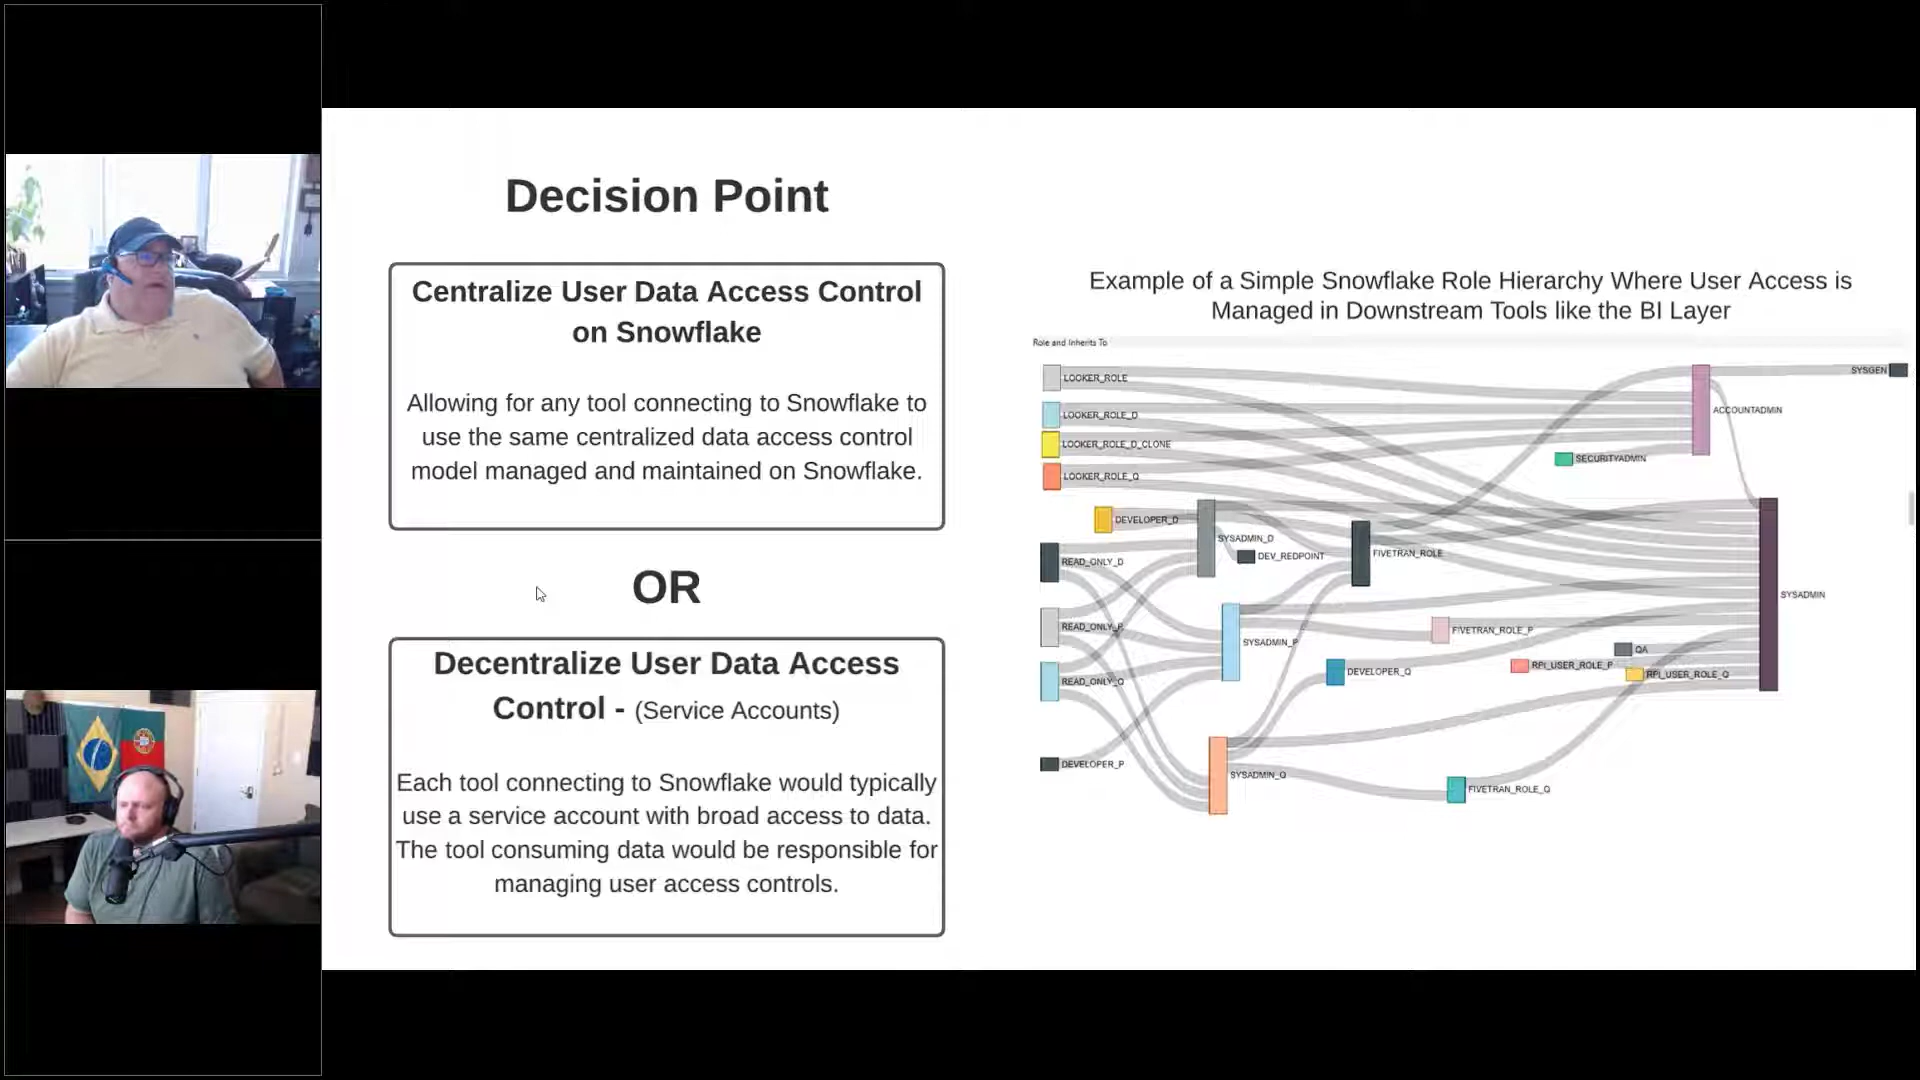 Decision Point
Centralize User Data Access Control
on Snowflake
Allowing for any tool connecting to Snowflake to
use the same centralized data access control
model managed and maintained on Snowflake.
OR
Decentralize User Data Access
Control - (Service Accounts)
Each tool connecting to Snowflake would typically
use a service account with broad access to data.
The tool consuming data would be responsible for
managing user access controls.
Example of a Simple Snowflake Role Hierarchy Where User Access is
Managed in Downstream Tools like the BI Layer
Role and Inherits To
LOOKER_ROLE
SYSGEN
LOOKER_ROLE_D
ACCOUNTADMIN
LOOKER_ROLE_D_CLONE
SECURITYADMIN
LOOKER_ROLE_Q
DEVELOPER_D
SYSADMIN_D
DEV_REDPOINT
FIVETRAN_ROLE
READ_ONLY_D
SYSADMIN
READ_ONLY_P
FIVETRAN_ROLE_P
SYSADMIN_P
QA
RPI_USER_ROLE_P
DEVELOPER_Q
RPI_USER_ROLE_Q
READ_ONLY_Q
DEVELOPER_P
SYSADMIN_Q
FIVETRAN_ROLE_Q